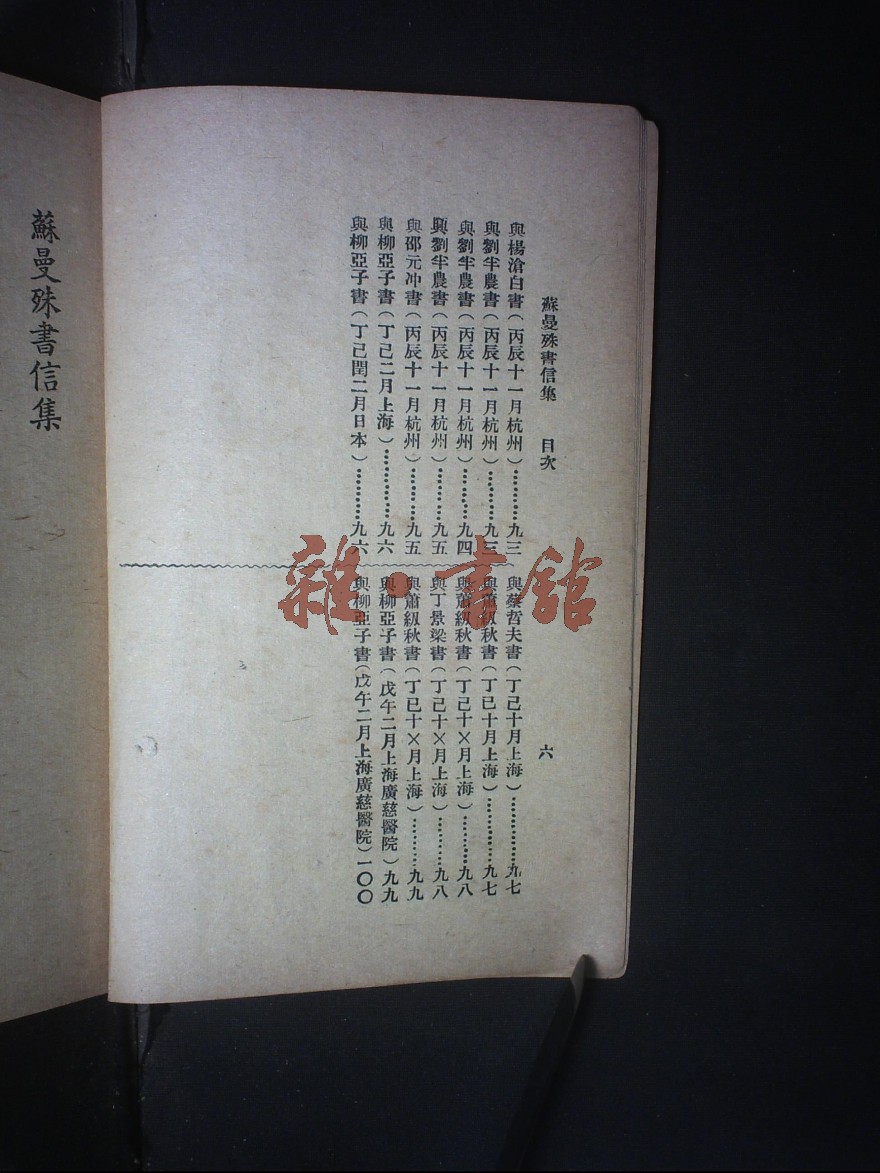 蘇曼殊書信集　目次　六
與楊滄白書（丙辰十一月杭州）⋯⋯⋯九三
與劉半農書（丙辰十一月杭州）⋯⋯⋯九三
與劉半農書（丙辰十一月杭州）⋯⋯⋯九四
與劉半農書（丙辰十一月杭州）⋯⋯⋯九五
與邵元冲書（丙辰十一月杭州）⋯⋯⋯九五
與柳亞子書（丁巳二月上海）⋯⋯⋯⋯九六
與柳亞子書（丁己閏二月日本）⋯⋯⋯九六
與蔡哲夫書（丁己十月上海）⋯⋯⋯⋯九七
與蕭紉秋書（丁巳十月上海）⋯⋯⋯⋯九七
與蕭紉秋書（丁己十×月上海）⋯⋯⋯九八
與丁景梁書（丁己十×月上海）⋯⋯⋯九八
與蕭紉秋書（丁己十×月上海）⋯⋯⋯九九
與柳亞子書（戊午二月上海廣慈醫院）九九
與柳亞子書（戊午二月上海廣慈醫院）一〇〇
蘇曼殊書信集
雜·書館